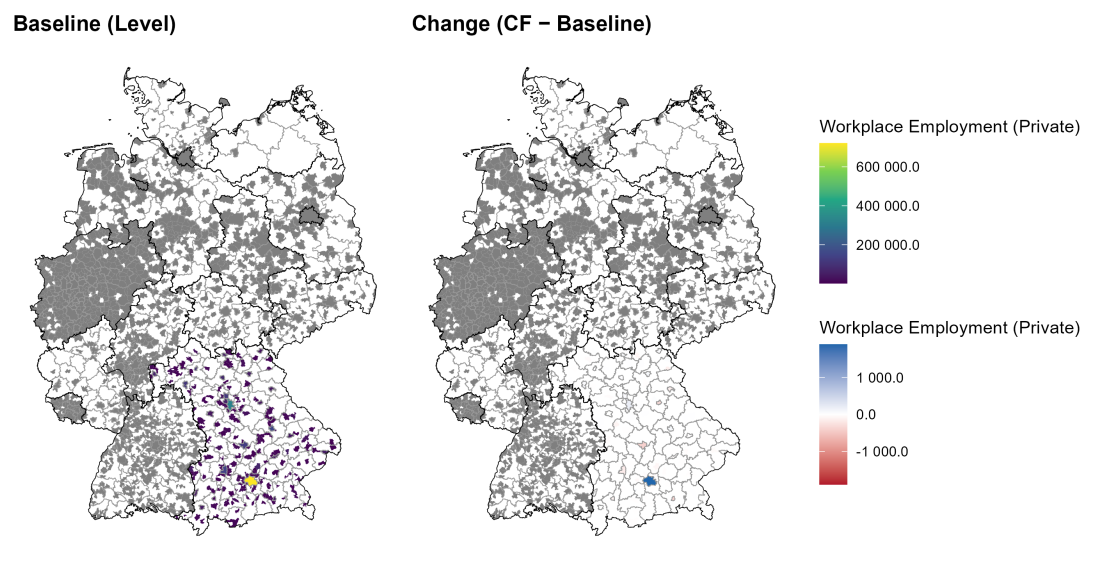 Baseline (Level)
Change (CF − Baseline)
Workplace Employment (Private)
600 000.0
400 000.0
200 000.0
Workplace Employment (Private)
1 000.0
0.0
-1 000.0